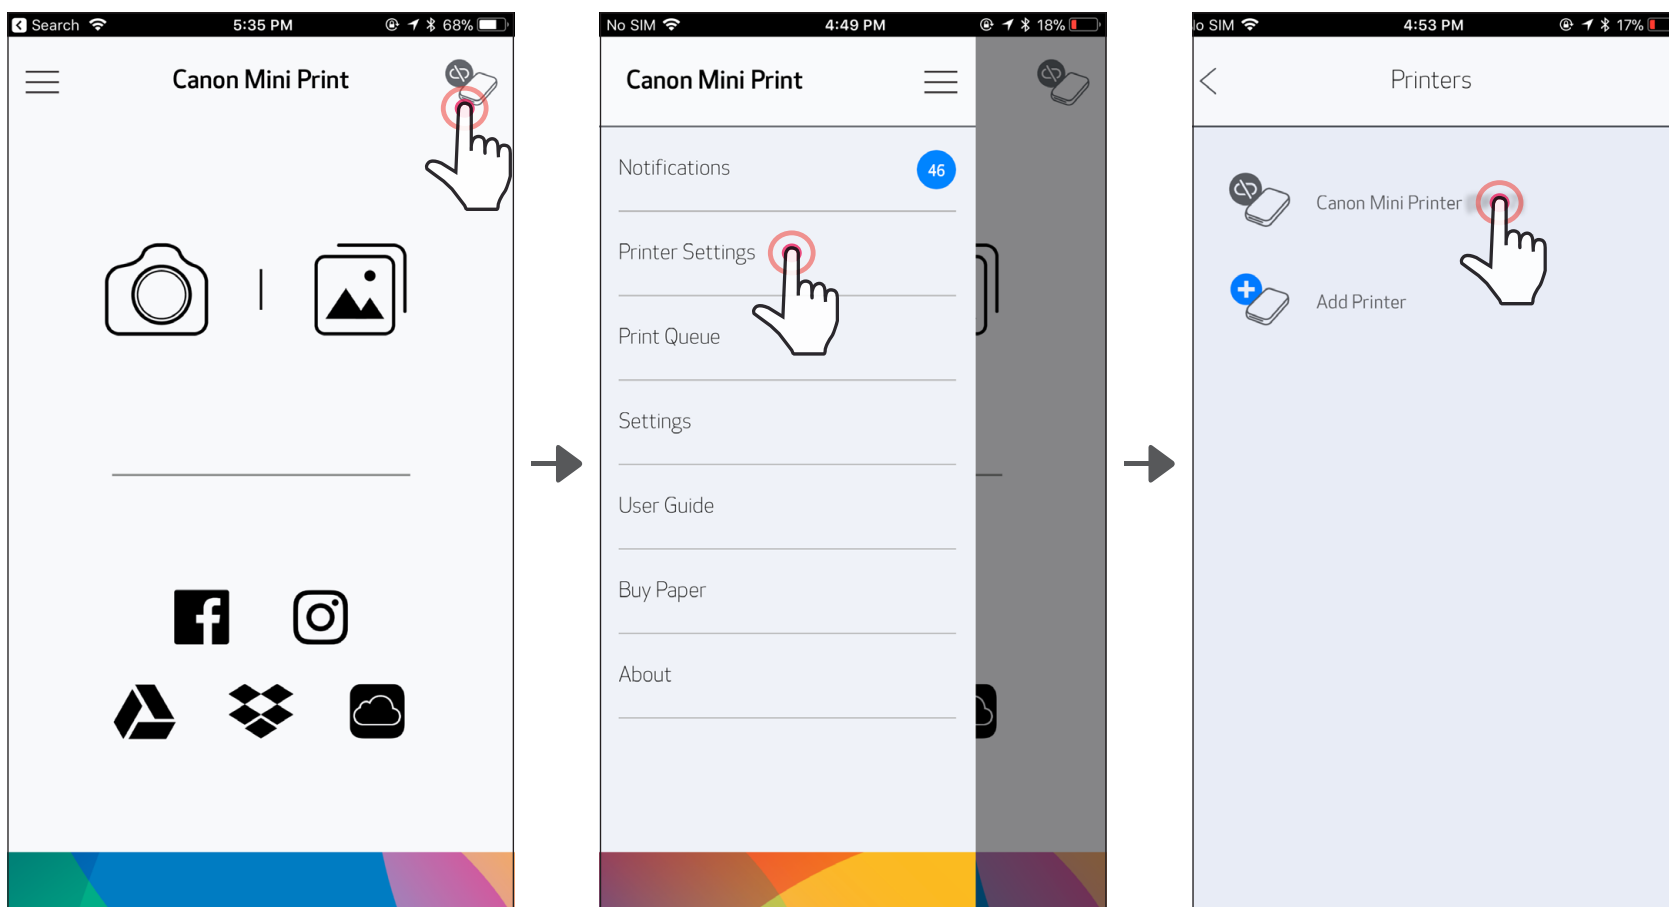 Search 5:35 PM 68%
Canon Mini Print
No SIM 4:49 PM 18%
Canon Mini Print
Notifications 46
Printer Settings
Print Queue
Settings
User Guide
Buy Paper
About
lo SIM 4:53 PM 17%
Printers
Canon Mini Printer
Add Printer